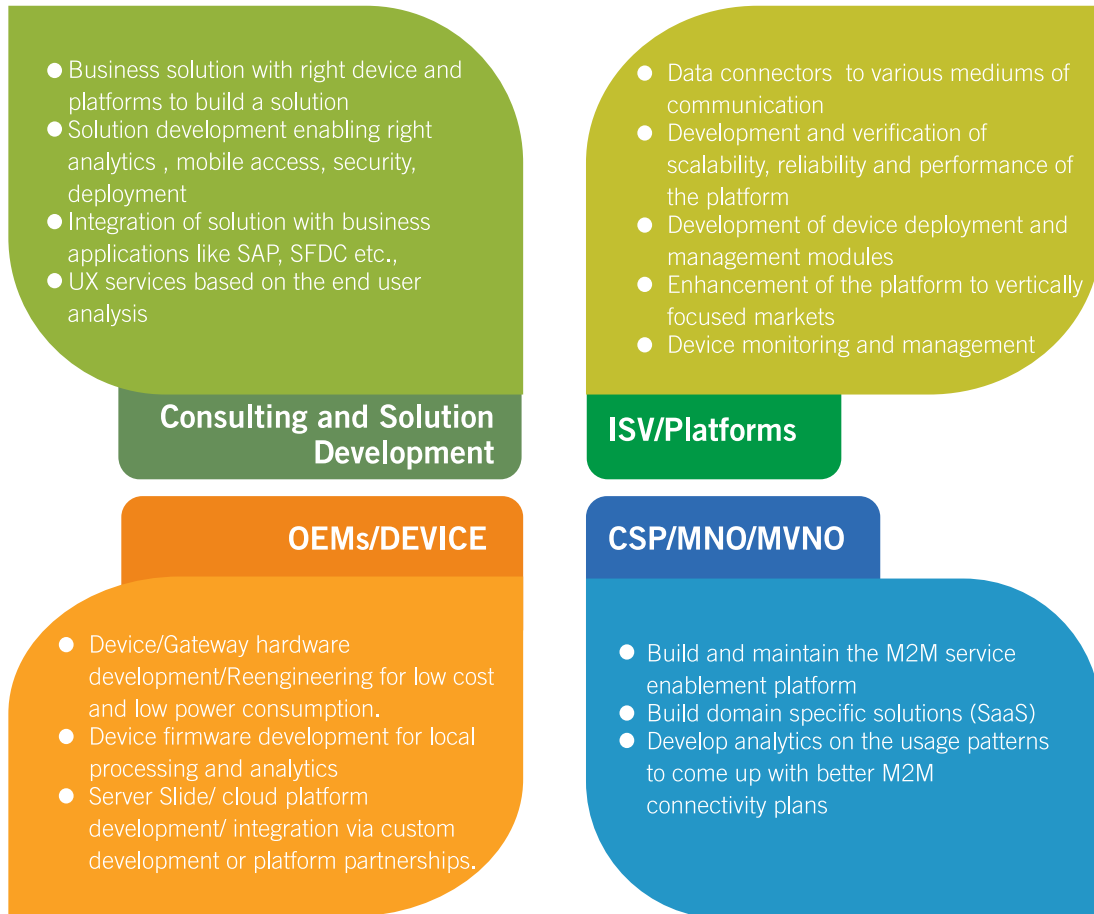 Business solution with right device and
platforms to build a solution
Solution development enabling right
analytics , mobile access, security,
deployment
Integration of solution with business
applications like SAP, SFDC etc.,
UX services based on the end user
analysis
Consulting and Solution
Development
Data connectors to various mediums of
communication
Development and verification of
scalability, reliability and performance of
the platform
Development of device deployment and
management modules
Enhancement of the platform to vertically
focused markets
Device monitoring and management
ISV/Platforms
OEMs/DEVICE
Device/Gateway hardware
development/Reengineering for low cost
and low power consumption.
Device firmware development for local
processing and analytics
Server Slide/ cloud platform
development/ integration via custom
development or platform partnerships.
CSP/MNO/MVNO
Build and maintain the M2M service
enablement platform
Build domain specific solutions (SaaS)
Develop analytics on the usage patterns
to come up with better M2M
connectivity plans